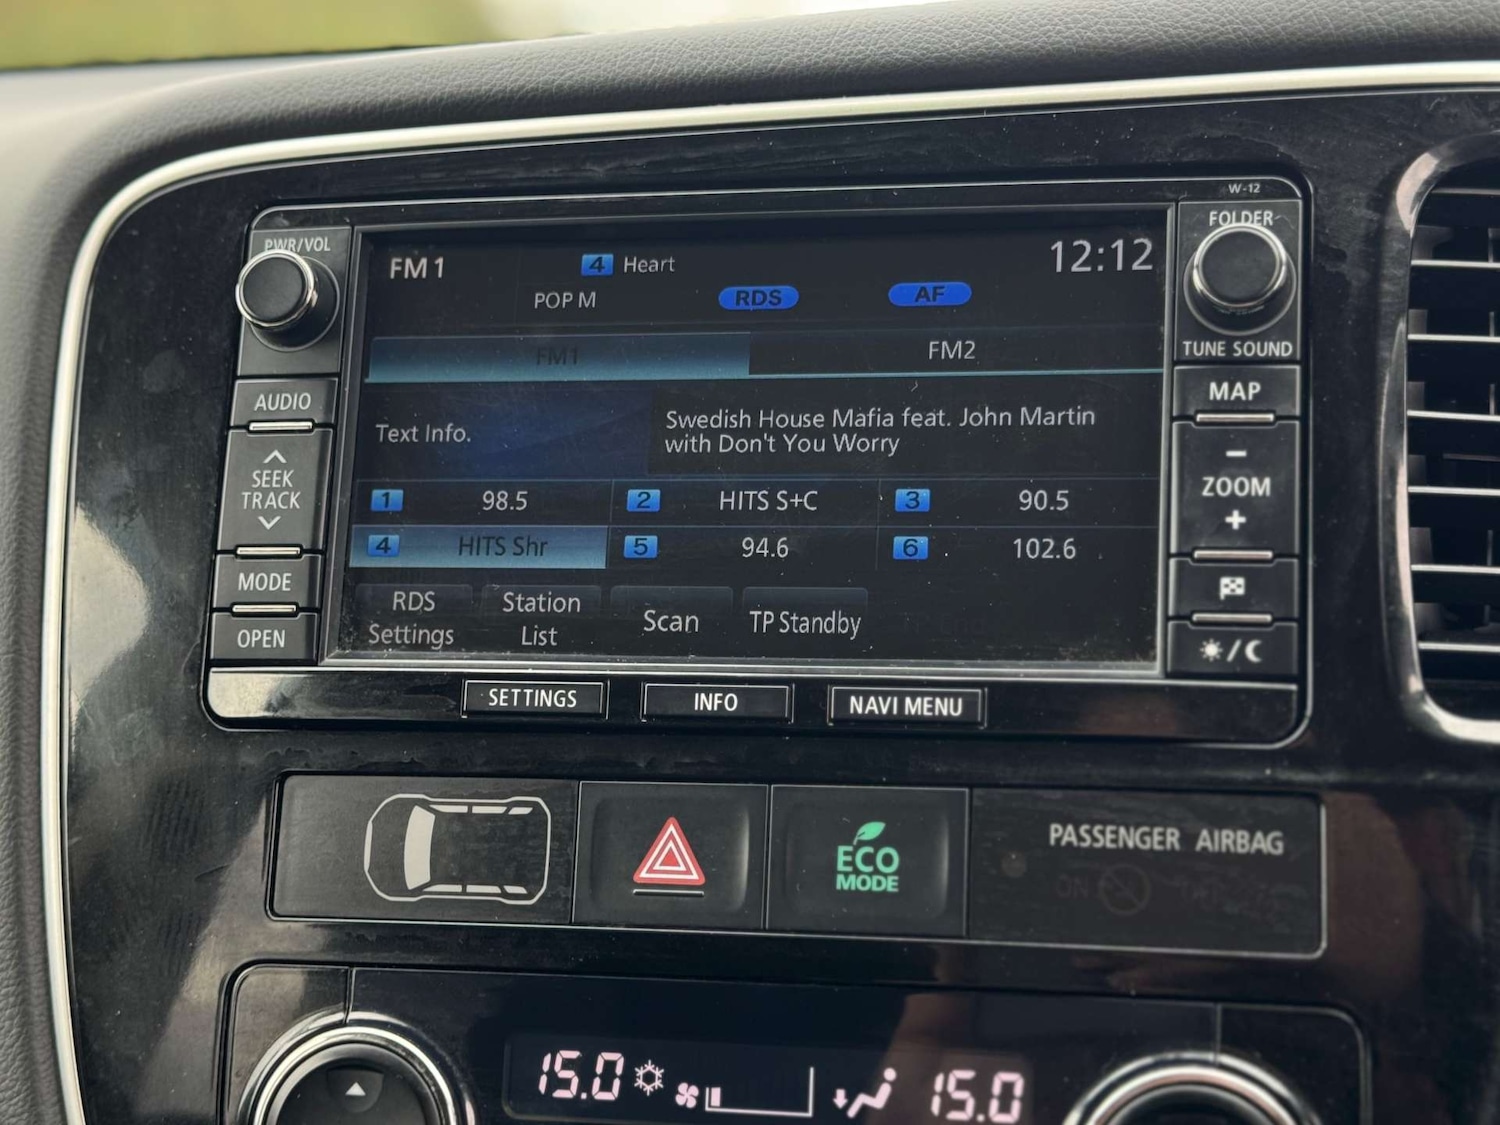 W-12
PWR/VOL
FOLDER
FM1
4 Heart
12:12
POP M
RDS
AF
TUNE SOUND
FM1
FM2
AUDIO
MAP
Text Info.
Swedish House Mafia feat. John Martin
with Don't You Worry
SEEK
TRACK
−
ZOOM
+
1 98.5
2 HITS S+C
3 90.5
4 HITS Shr
5 94.6
6 102.6
MODE
RDS
Settings
Station
List
Scan
TP Standby
OPEN
SETTINGS
INFO
NAVI MENU
ECO
MODE
PASSENGER AIRBAG
ON
15.0
15.0